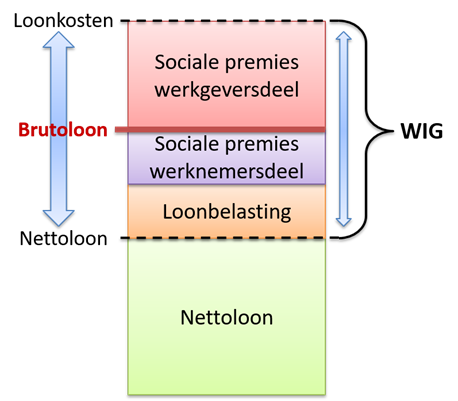 Loonkosten
Sociale premies
werkgeversdeel
Brutoloon
WIG
Sociale premies
werknemersdeel
Loonbelasting
Nettoloon
Nettoloon